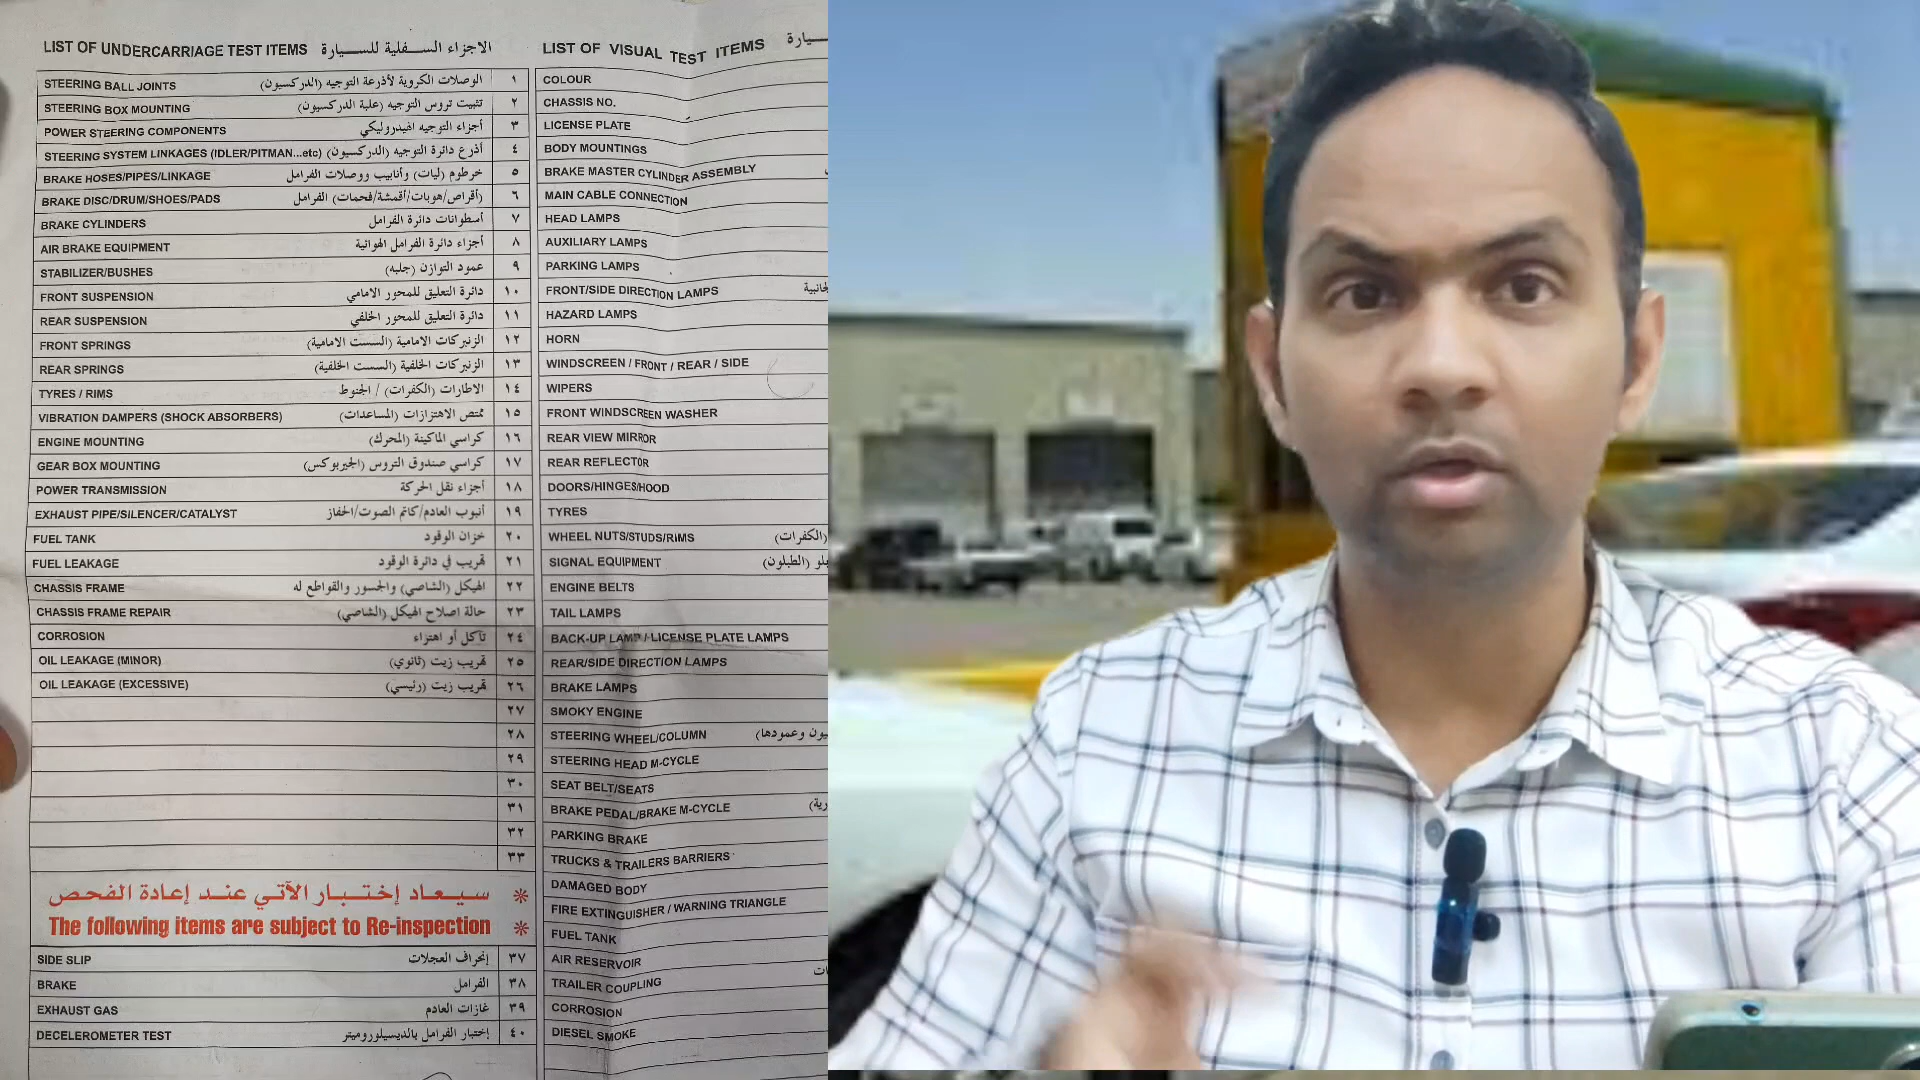 LIST OF UNDERCARRIAGE TEST ITEMS الاجزاء السفلية للسيارة
STEERING BALL JOINTS الوصلات الكروية لأذرعة التوجيه (الدركسيون) ١
STEERING BOX MOUNTING تثبيت تروس التوجيه (علبة الدركسيون) ٢
POWER STEERING COMPONENTS أجزاء التوجيه الهيدروليكي ٣
STEERING SYSTEM LINKAGES (IDLER/PITMAN...etc) أذرع دائرة التوجيه (الدركسيون) ٤
BRAKE HOSES/PIPES/LINKAGE خرطوم (ليات) وأنابيب ووصلات الفرامل ٥
BRAKE DISC/DRUM/SHOES/PADS (أقراص/هوبات/أقمشة/فحمات) الفرامل ٦
BRAKE CYLINDERS أسطوانات دائرة الفرامل ٧
AIR BRAKE EQUIPMENT أجزاء دائرة الفرامل الهوائية ٨
STABILIZER/BUSHES عمود التوازن (جلبه) ٩
FRONT SUSPENSION دائرة التعليق للمحور الامامي ١٠
REAR SUSPENSION دائرة التعليق للمحور الخلفي ١١
FRONT SPRINGS الزنبركات الامامية (السست الامامية) ١٢
REAR SPRINGS الزنبركات الخلفية (السست الخلفية) ١٣
TYRES / RIMS الاطارات (الكفرات) / الجنوط ١٤
VIBRATION DAMPERS (SHOCK ABSORBERS) ممتص الاهتزازات (المساعدات) ١٥
ENGINE MOUNTING كراسي الماكينة (المحرك) ١٦
GEAR BOX MOUNTING كراسي صندوق التروس (الجيربوكس) ١٧
POWER TRANSMISSION أجزاء نقل الحركة ١٨
EXHAUST PIPE/SILENCER/CATALYST أنبوب العادم/كاتم الصوت/الحفاز ١٩
FUEL TANK خزان الوقود ٢٠
FUEL LEAKAGE تهريب في دائرة الوقود ٢١
CHASSIS FRAME الهيكل (الشاصي) والجسور والقواطع له ٢٢
CHASSIS FRAME REPAIR حالة اصلاح الهيكل (الشاصي) ٢٣
CORROSION تآكل أو اهتراء ٢٤
OIL LEAKAGE (MINOR) تهريب زيت (ثانوي) ٢٥
OIL LEAKAGE (EXCESSIVE) تهريب زيت (رئيسي) ٢٦
٢٧
٢٨
٢٩
٣٠
٣١
٣٢
٣٣
سيعاد إختبار الآتي عند إعادة الفحص *
The following items are subject to Re-inspection *
SIDE SLIP إنحراف العجلات ٣٧
BRAKE الفرامل ٣٨
EXHAUST GAS غازات العادم ٣٩
DECELEROMETER TEST إختبار الفرامل بالديسيلوروميتر ٤٠
LIST OF VISUAL TEST ITEMS
COLOUR
CHASSIS NO.
LICENSE PLATE
BODY MOUNTINGS
BRAKE MASTER CYLINDER ASSEMBLY
MAIN CABLE CONNECTION
HEAD LAMPS
AUXILIARY LAMPS
PARKING LAMPS
FRONT/SIDE DIRECTION LAMPS
HAZARD LAMPS
HORN
WINDSCREEN / FRONT / REAR / SIDE
WIPERS
FRONT WINDSCREEN WASHER
REAR VIEW MIRROR
REAR REFLECTOR
DOORS/HINGES/HOOD
TYRES
WHEEL NUTS/STUDS/RIMS (الكفرات)
SIGNAL EQUIPMENT (الطبلون)
ENGINE BELTS
TAIL LAMPS
BACK-UP LAMP / LICENSE PLATE LAMPS
REAR/SIDE DIRECTION LAMPS
BRAKE LAMPS
SMOKY ENGINE
STEERING WHEEL/COLUMN وعمودها)
STEERING HEAD M-CYCLE
SEAT BELT/SEATS
BRAKE PEDAL/BRAKE M-CYCLE
PARKING BRAKE
TRUCKS & TRAILERS BARRIERS
DAMAGED BODY
FIRE EXTINGUISHER / WARNING TRIANGLE
FUEL TANK
AIR RESERVOIR
TRAILER COUPLING
CORROSION
DIESEL SMOKE